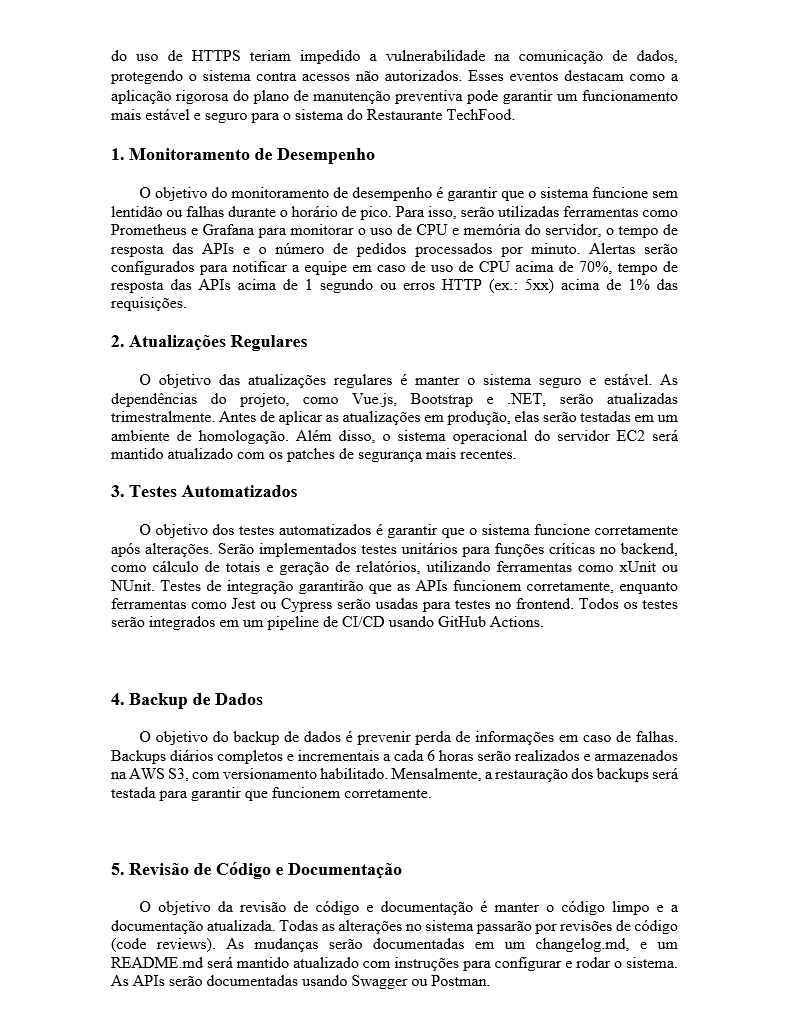 do uso de HTTPS teriam impedido a vulnerabilidade na comunicação de dados,
protegendo o sistema contra acessos não autorizados. Esses eventos destacam como a
aplicação rigorosa do plano de manutenção preventiva pode garantir um funcionamento
mais estável e seguro para o sistema do Restaurante TechFood.
1. Monitoramento de Desempenho
O objetivo do monitoramento de desempenho é garantir que o sistema funcione sem
lentidão ou falhas durante o horário de pico. Para isso, serão utilizadas ferramentas como
Prometheus e Grafana para monitorar o uso de CPU e memória do servidor, o tempo de
resposta das APIs e o número de pedidos processados por minuto. Alertas serão
configurados para notificar a equipe em caso de uso de CPU acima de 70%, tempo de
resposta das APIs acima de 1 segundo ou erros HTTP (ex.: 5xx) acima de 1% das
requisições.
2. Atualizações Regulares
O objetivo das atualizações regulares é manter o sistema seguro e estável. As
dependências do projeto, como Vue.js, Bootstrap e .NET, serão atualizadas
trimestralmente. Antes de aplicar as atualizações em produção, elas serão testadas em um
ambiente de homologação. Além disso, o sistema operacional do servidor EC2 será
mantido atualizado com os patches de segurança mais recentes.
3. Testes Automatizados
O objetivo dos testes automatizados é garantir que o sistema funcione corretamente
após alterações. Serão implementados testes unitários para funções críticas no backend,
como cálculo de totais e geração de relatórios, utilizando ferramentas como xUnit ou
NUnit. Testes de integração garantirão que as APIs funcionem corretamente, enquanto
ferramentas como Jest ou Cypress serão usadas para testes no frontend. Todos os testes
serão integrados em um pipeline de CI/CD usando GitHub Actions.
4. Backup de Dados
O objetivo do backup de dados é prevenir perda de informações em caso de falhas.
Backups diários completos e incrementais a cada 6 horas serão realizados e armazenados
na AWS S3, com versionamento habilitado. Mensalmente, a restauração dos backups será
testada para garantir que funcionem corretamente.
5. Revisão de Código e Documentação
O objetivo da revisão de código e documentação é manter o código limpo e a
documentação atualizada. Todas as alterações no sistema passarão por revisões de código
(code reviews). As mudanças serão documentadas em um changelog.md, e um
README.md será mantido atualizado com instruções para configurar e rodar o sistema.
As APIs serão documentadas usando Swagger ou Postman.